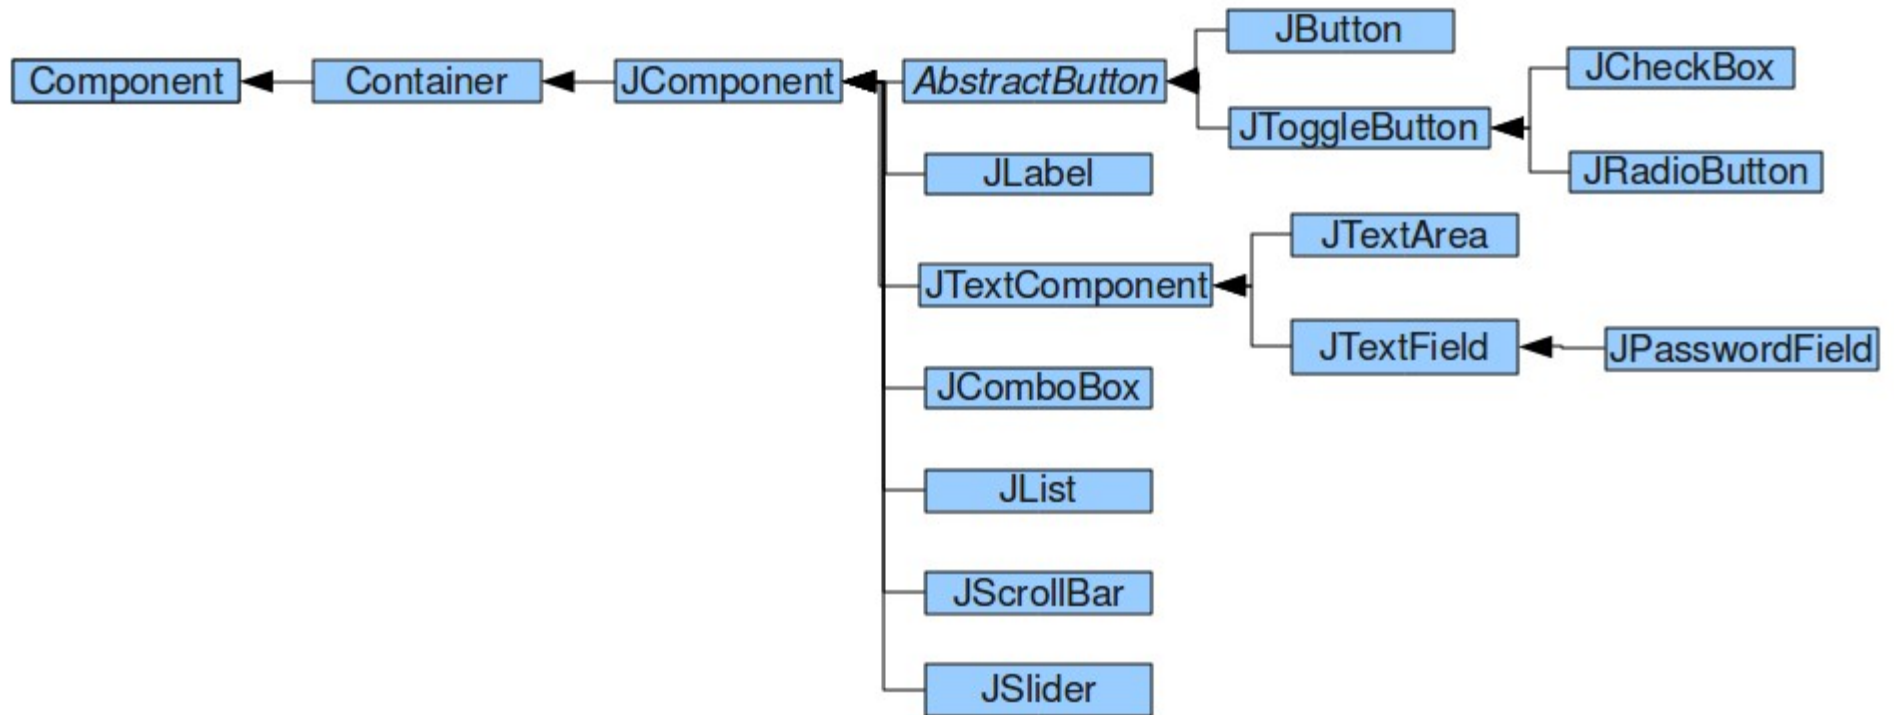 Component
Container
JComponent
AbstractButton
JButton
JToggleButton
JCheckBox
JRadioButton
JLabel
JTextComponent
JTextArea
JTextField
JPasswordField
JComboBox
JList
JScrollBar
JSlider